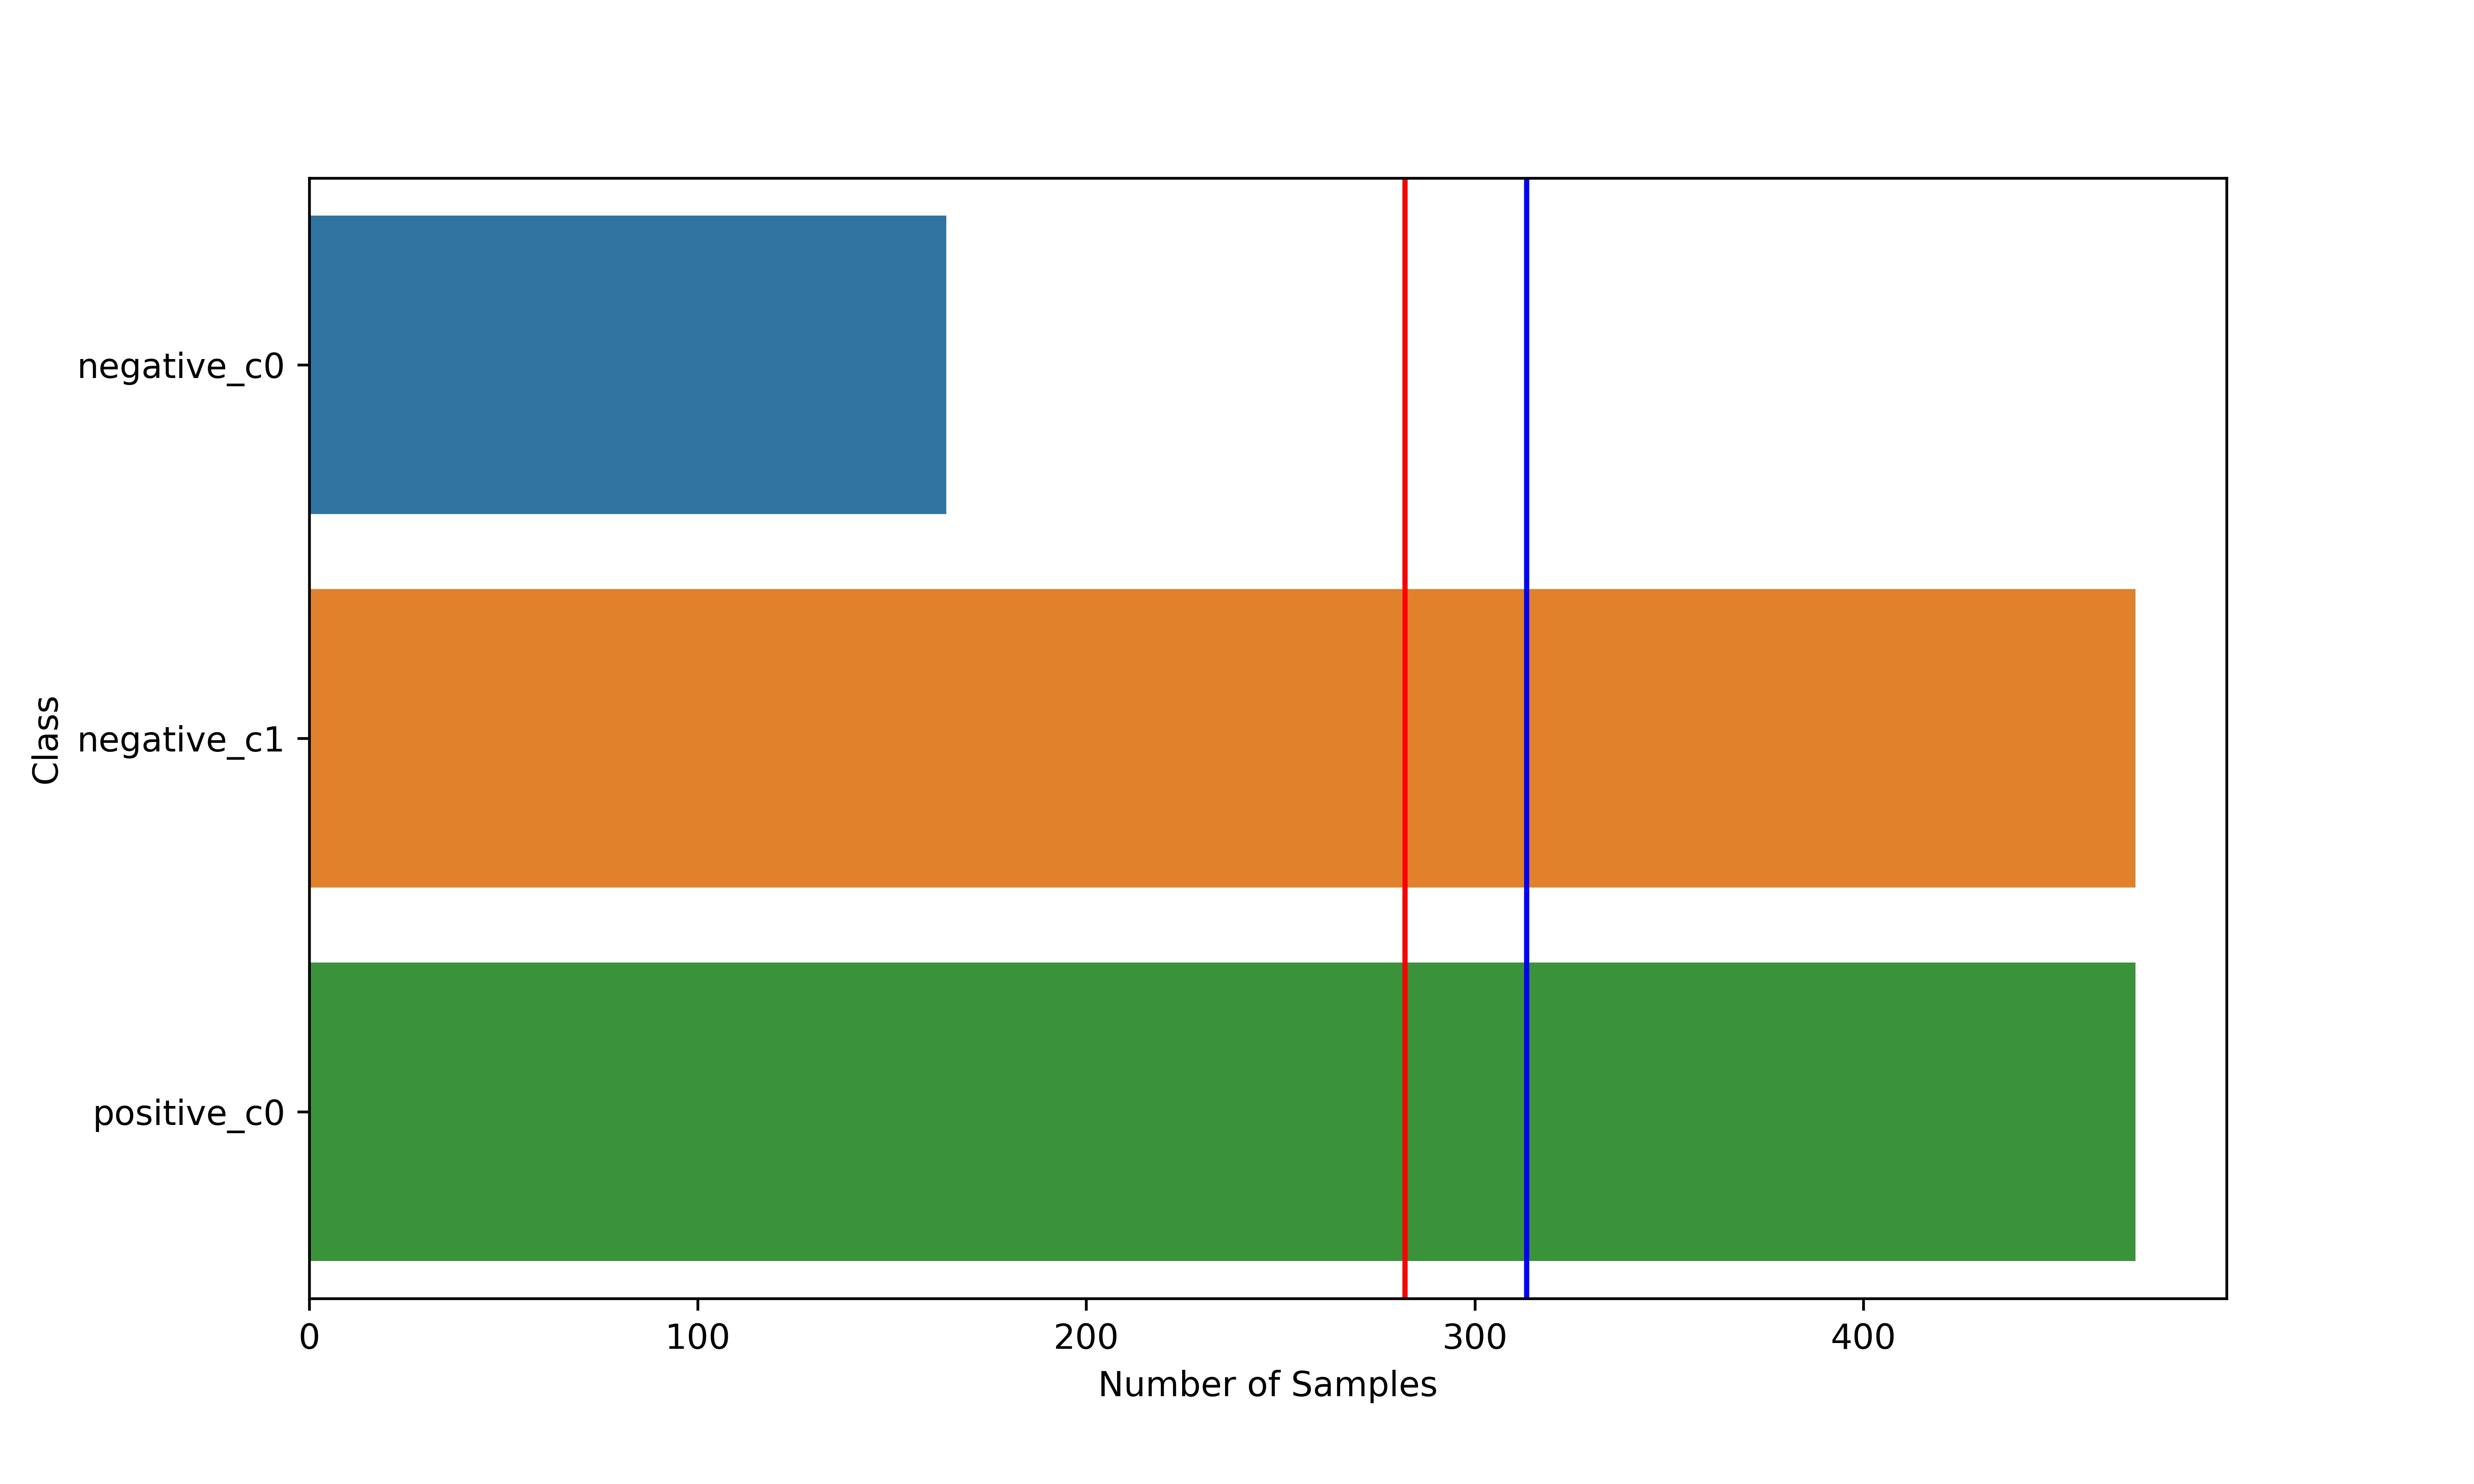 negative_c0
negative_c1
positive_c0
Class
0 100 200 300 400
Number of Samples